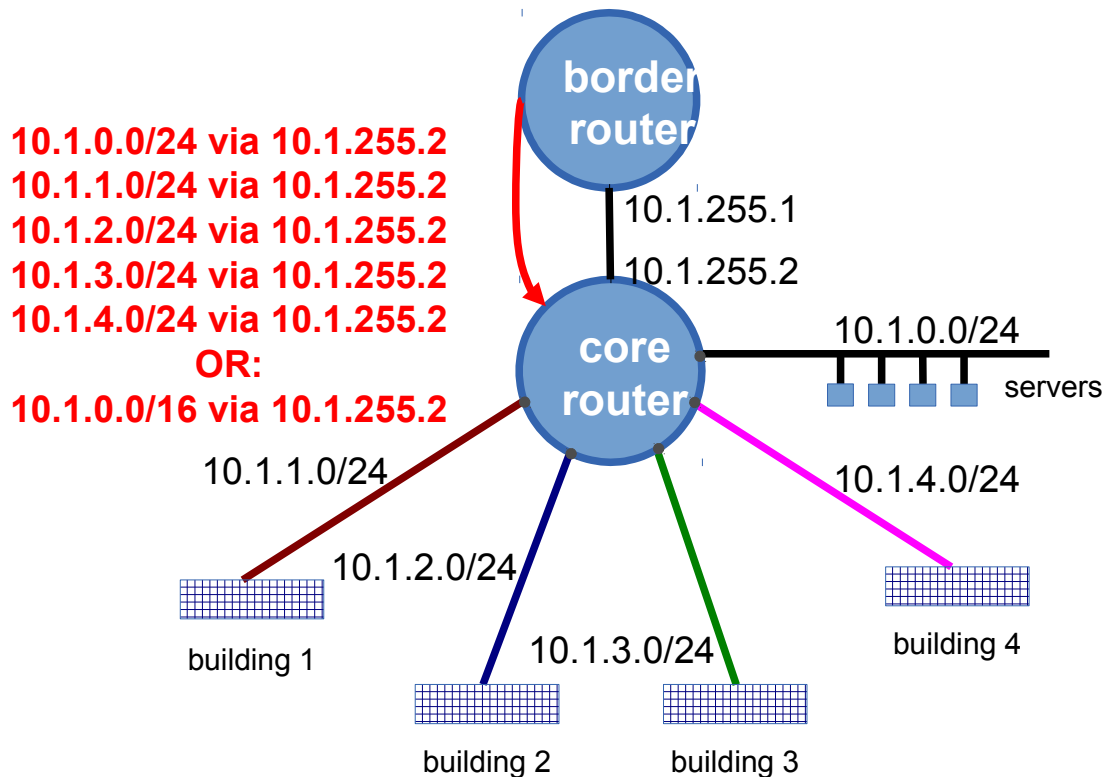 border
router
10.1.0.0/24 via 10.1.255.2
10.1.1.0/24 via 10.1.255.2
10.1.2.0/24 via 10.1.255.2
10.1.3.0/24 via 10.1.255.2
10.1.4.0/24 via 10.1.255.2
OR:
10.1.0.0/16 via 10.1.255.2
10.1.255.1
10.1.255.2
core
router
10.1.0.0/24
servers
10.1.1.0/24
10.1.4.0/24
10.1.2.0/24
10.1.3.0/24
building 1
building 4
building 2
building 3